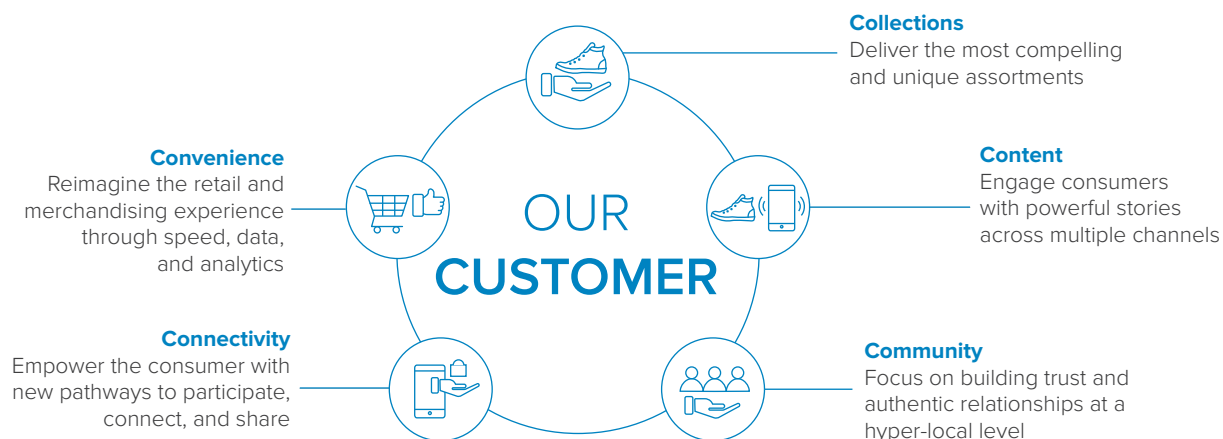 Collections
Deliver the most compelling
and unique assortments
Content
Engage consumers
with powerful stories
across multiple channels
Community
Focus on building trust and
authentic relationships at a
hyper-local level
Connectivity
Empower the consumer with
new pathways to participate,
connect, and share
Convenience
Reimagine the retail and
merchandising experience
through speed, data,
and analytics
OUR
CUSTOMER